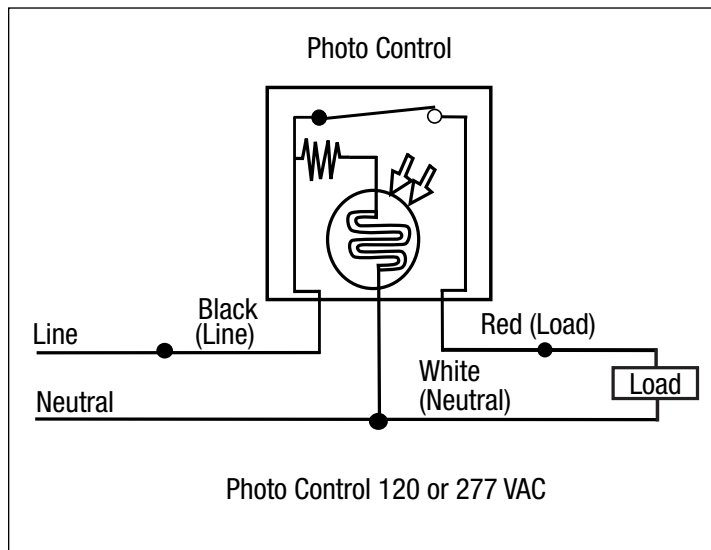 Photo Control
Black
(Line)
Line
Red (Load)
White
(Neutral)
Load
Neutral
Photo Control 120 or 277 VAC